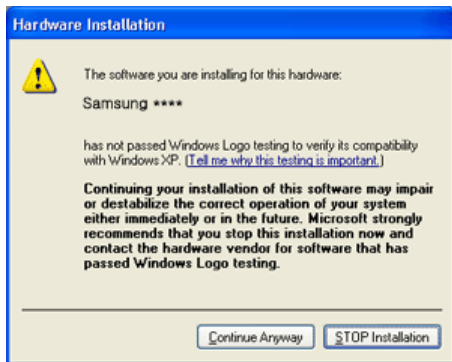 Hardware Installation
The software you are installing for this hardware:
Samsung ****
has not passed Windows Logo testing to verify its compatibility
with Windows XP. (Tell me why this testing is important.)
Continuing your installation of this software may impair
or destabilize the correct operation of your system
either immediately or in the future. Microsoft strongly
recommends that you stop this installation now and
contact the hardware vendor for software that has
passed Windows Logo testing.
Continue Anyway STOP Installation